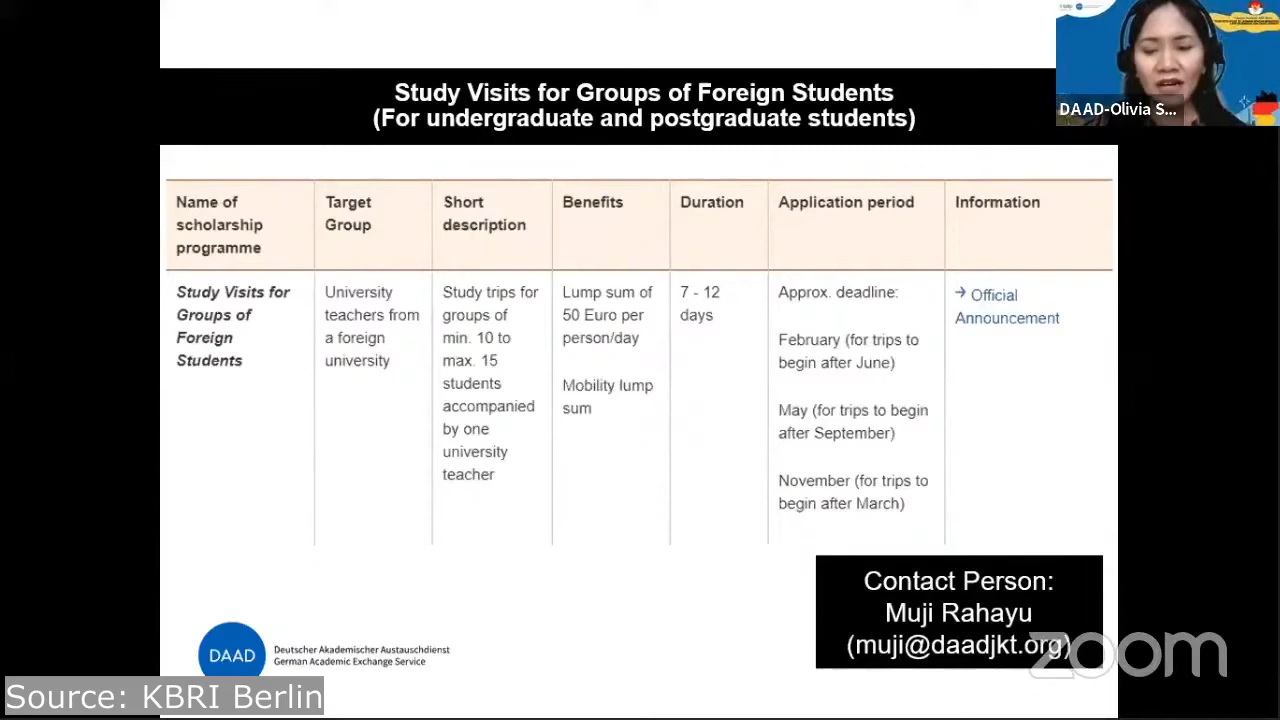 Study Visits for Groups of Foreign Students
(For undergraduate and postgraduate students)
DAAD-Olivia S...
Name of
scholarship
programme
Target
Group
Short
description
Benefits
Duration
Application period
Information
Study Visits for
Groups of
Foreign
Students
University
teachers from
a foreign
university
Study trips for
groups of
min. 10 to
max. 15
students
accompanied
by one
university
teacher
Lump sum of
50 Euro per
person/day
Mobility lump
sum
7 - 12
days
Approx. deadline:
February (for trips to
begin after June)
May (for trips to begin
after September)
November (for trips to
begin after March)
→ Official
Announcement
Contact Person:
Muji Rahayu
(muji@daadjkt.org)
zoom
DAAD
Deutscher Akademischer Austauschdienst
German Academic Exchange Service
Source: KBRI Berlin